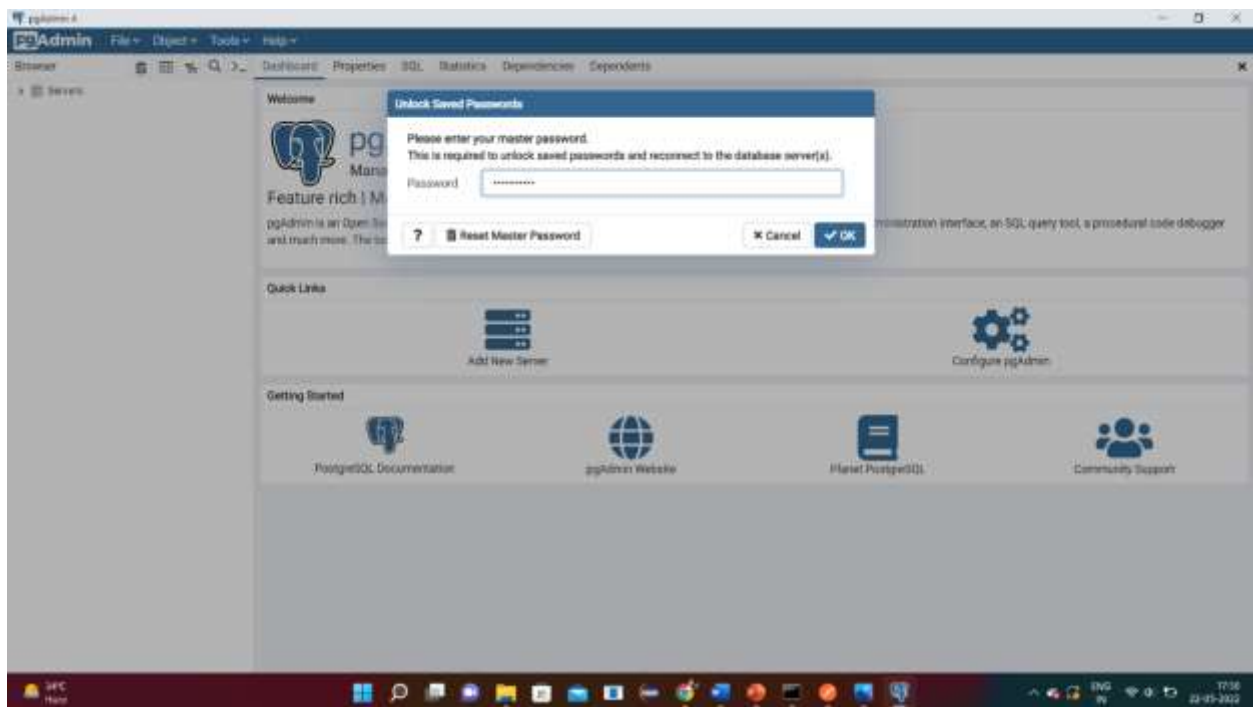 pgAdmin 4
pgAdmin File Object Tools Help
Browser Dashboard Properties SQL Statistics Dependencies Dependents
Servers
Welcome
Unlock Saved Passwords
Please enter your master password.
This is required to unlock saved passwords and reconnect to the database server(s).
Password ••••••••••
pg
Mana
Feature rich | M
pgAdmin is an Open So
ministration interface, an SQL query tool, a procedural code debugger
and much more. The to
? Reset Master Password Cancel OK
Quick Links
Add New Server Configure pgAdmin
Getting Started
PostgreSQL Documentation pgAdmin Website Planet PostgreSQL Community Support
34°C
Haze
ENG
IN
22-05-2022